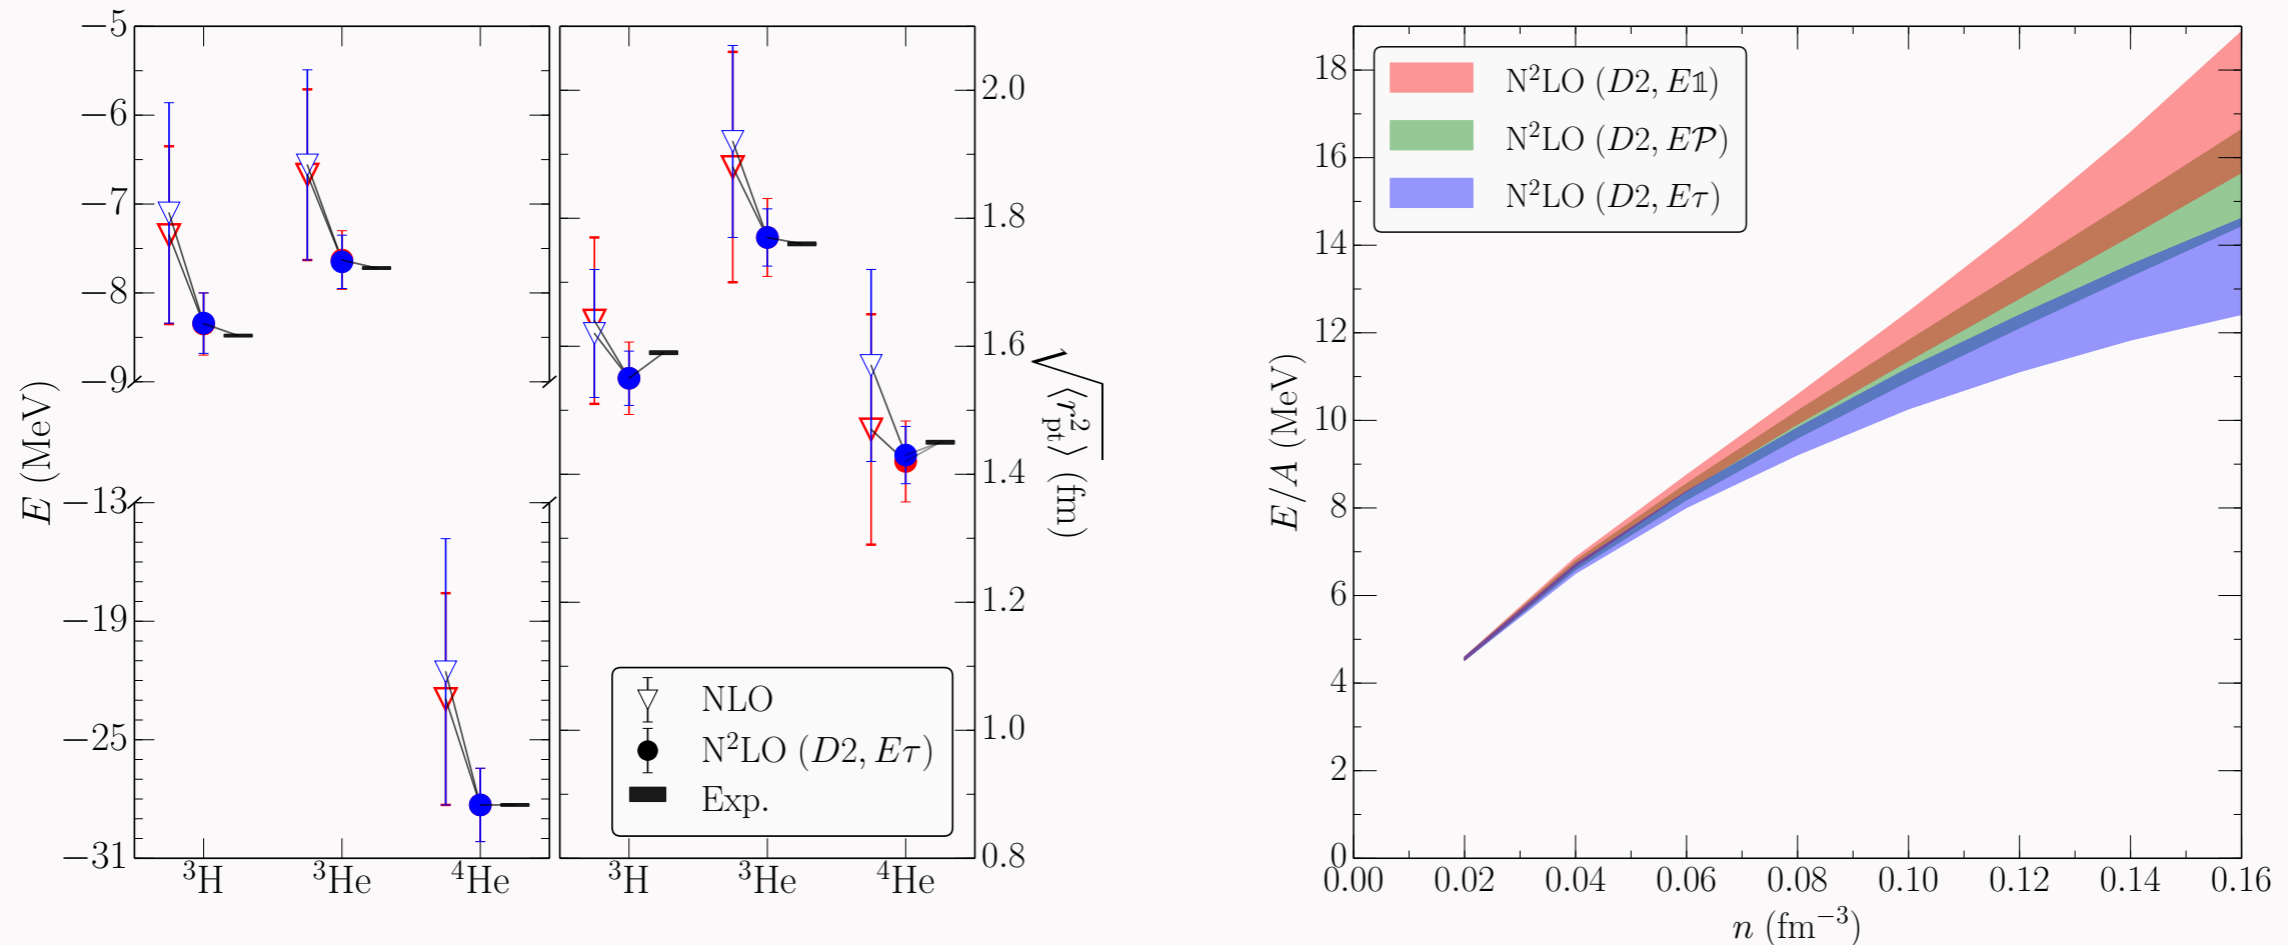 E (MeV)
−5
−6
−7
−8
−9
−13
−19
−25
−31
³H
³He
⁴He
³H
³He
⁴He
2.0
1.8
1.6
1.4
1.2
1.0
0.8
√⟨r²pt⟩ (fm)
NLO
N²LO (D2, Eτ)
Exp.
E/A (MeV)
18
16
14
12
10
8
6
4
2
0
N²LO (D2, E𝟙)
N²LO (D2, E𝒫)
N²LO (D2, Eτ)
0.00 0.02 0.04 0.06 0.08 0.10 0.12 0.14 0.16
n (fm⁻³)